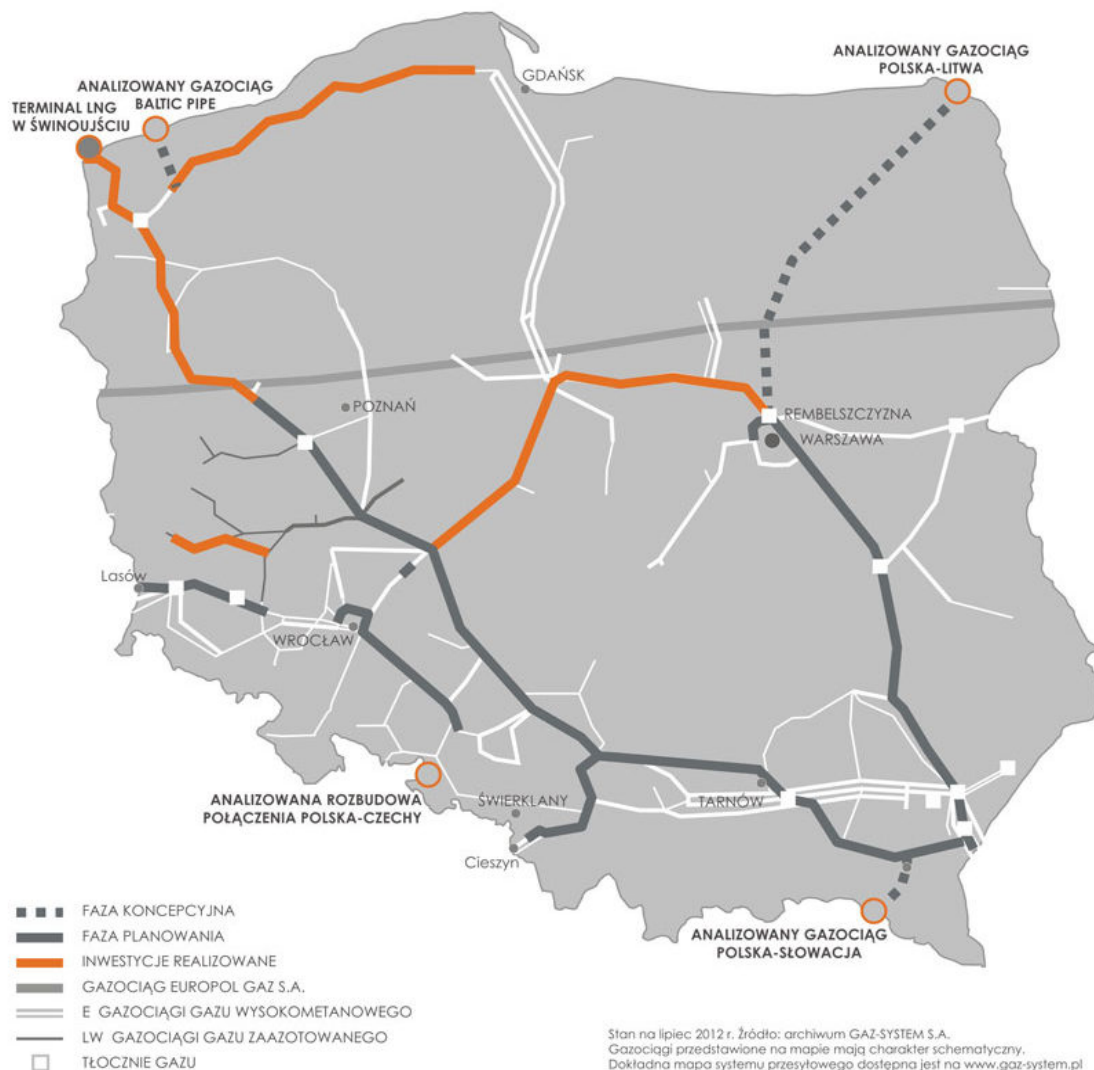 ANALIZOWANY GAZOCIĄG
POLSKA-LITWA
GDAŃSK
ANALIZOWANY GAZOCIĄG
BALTIC PIPE
TERMINAL LNG
W ŚWINOUJŚCIU
POZNAŃ
REMBELSZCZYZNA
WARSZAWA
Lasów
WROCŁAW
ANALIZOWANA ROZBUDOWA
POŁĄCZENIA POLSKA-CZECHY
ŚWIERKLANY
TARNÓW
Cieszyn
ANALIZOWANY GAZOCIĄG
POLSKA-SŁOWACJA
FAZA KONCEPCYJNA
FAZA PLANOWANIA
INWESTYCJE REALIZOWANE
GAZOCIĄG EUROPOL GAZ S.A.
E GAZOCIĄGI GAZU WYSOKOMETANOWEGO
LW GAZOCIĄGI GAZU ZAAZOTOWANEGO
TŁOCZNIE GAZU
Stan na lipiec 2012 r. Źródło: archiwum GAZ-SYSTEM S.A.
Gazociągi przedstawione na mapie mają charakter schematyczny.
Dokładna mapa systemu przesyłowego dostępna jest na www.gaz-system.pl